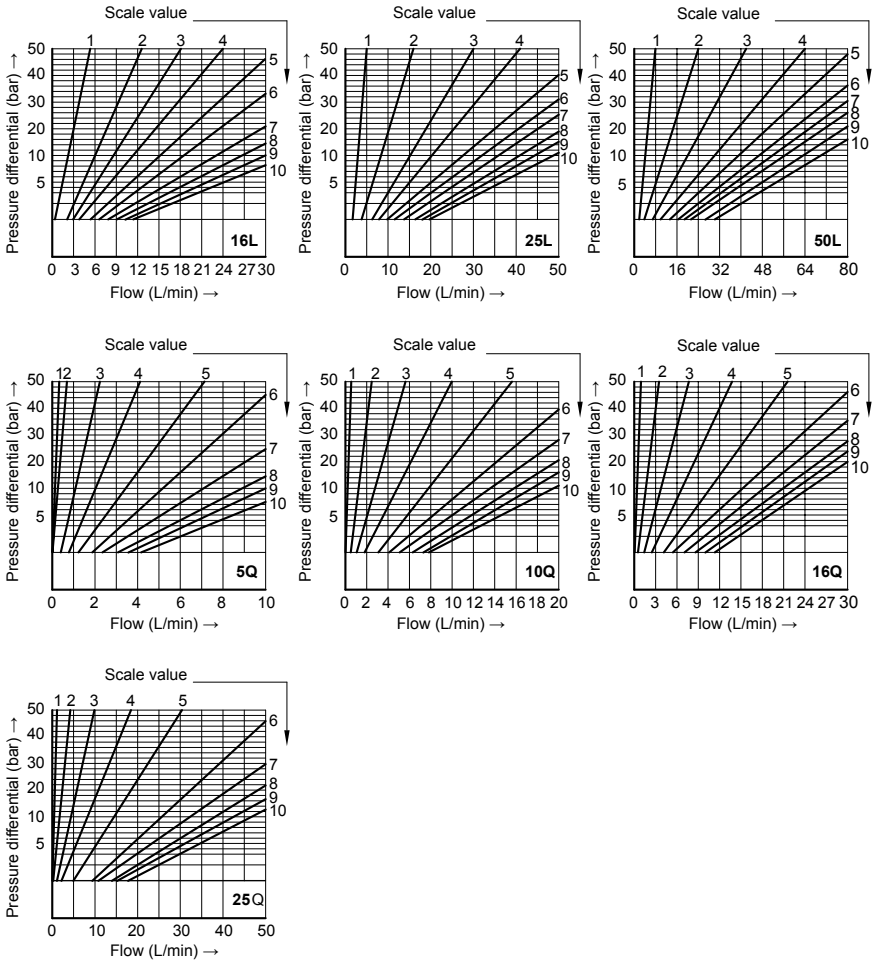 Scale value
1 2 3 4
50
5
40
6
30
7
20
8
9
10
10
5
Pressure differential (bar) →
16L
0 3 6 9 12 15 18 21 24 27 30
Flow (L/min) →
Scale value
1 2 3 4
50
40
5
30
6
7
20
8
9
10
10
5
Pressure differential (bar) →
25L
0 10 20 30 40 50
Flow (L/min) →
Scale value
1 2 3 4
50
5
40
6
30
7
8
20
9
10
10
5
Pressure differential (bar) →
50L
0 16 32 48 64 80
Flow (L/min) →
Scale value
12 3 4 5
50
6
40
30
7
20
8
9
10
10
5
Pressure differential (bar) →
5Q
0 2 4 6 8 10
Flow (L/min) →
Scale value
1 2 3 4 5
50
40
6
30
7
20
8
9
10
10
5
Pressure differential (bar) →
10Q
0 2 4 6 8 10 12 14 16 18 20
Flow (L/min) →
Scale value
1 2 3 4 5
50
6
40
7
30
8
9
20
10
10
5
Pressure differential (bar) →
16Q
0 3 6 9 12 15 18 21 24 27 30
Flow (L/min) →
Scale value
1 2 3 4 5
50
6
40
30
7
20
8
9
10
10
5
Pressure differential (bar) →
25Q
0 10 20 30 40 50
Flow (L/min) →